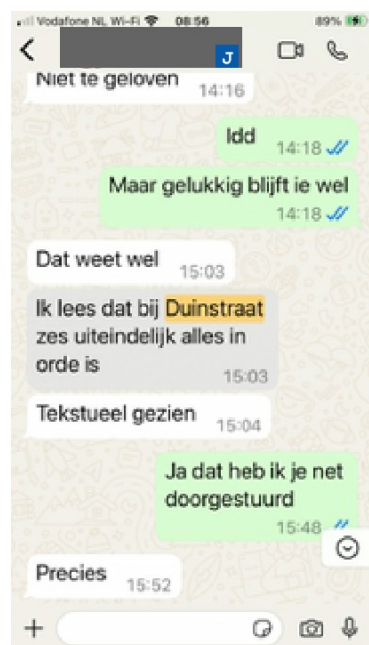 Vodafone NL Wi-Fi 08:56 89%
J
Niet te geloven 14:16
Idd 14:18
Maar gelukkig blijft ie wel
14:18
Dat weet wel 15:03
Ik lees dat bij Duinstraat
zes uiteindelijk alles in
orde is
15:03
Tekstueel gezien 15:04
Ja dat heb ik je net
doorgestuurd
15:48
Precies 15:52